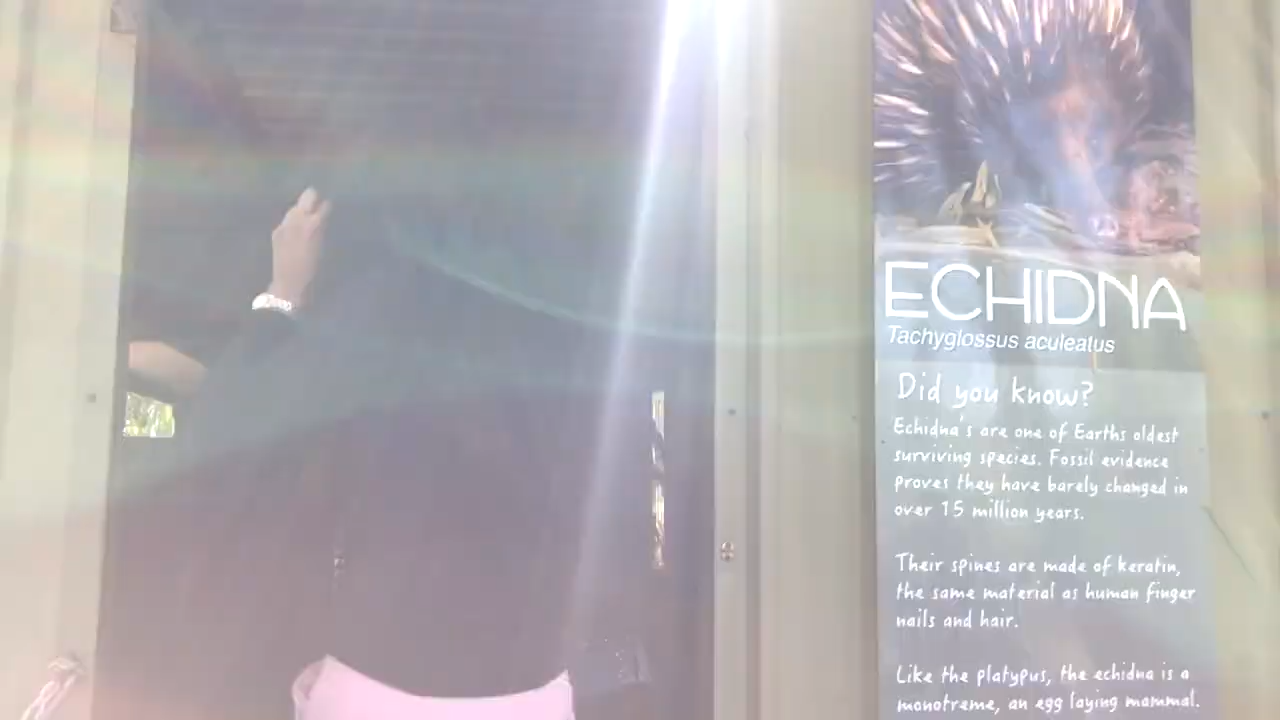 ECHIDNA
Tachyglossus aculeatus
Did you know?
Echidna's are one of Earths oldest
surviving species. Fossil evidence
proves they have barely changed in
over 15 million years.
Their spines are made of keratin,
the same material as human finger
nails and hair.
Like the platypus, the echidna is a
monotreme, an egg laying mammal.